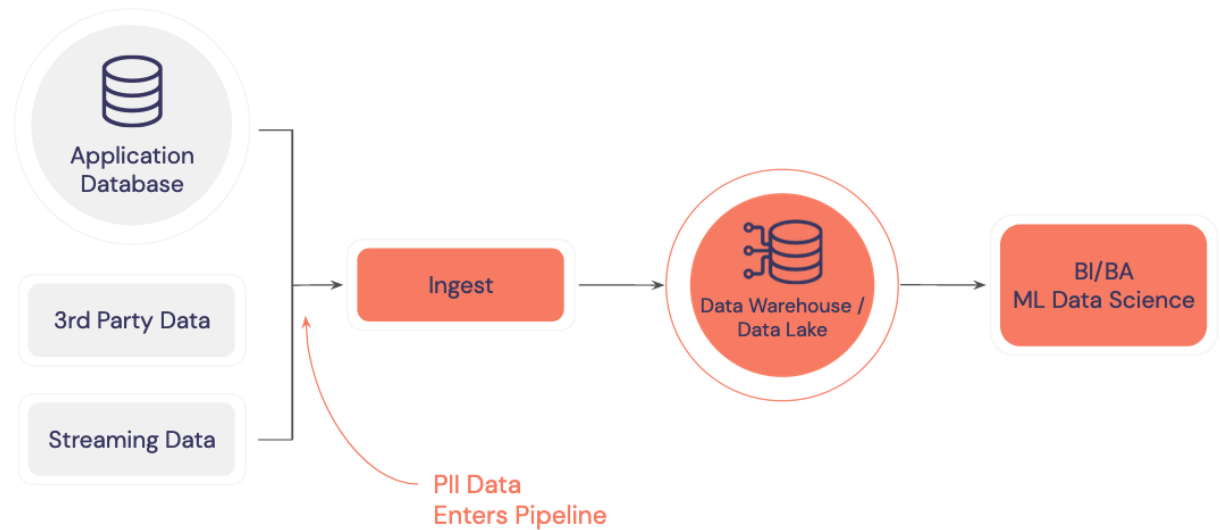 Application
Database
3rd Party Data
Streaming Data
Ingest
PII Data
Enters Pipeline
Data Warehouse /
Data Lake
BI/BA
ML Data Science